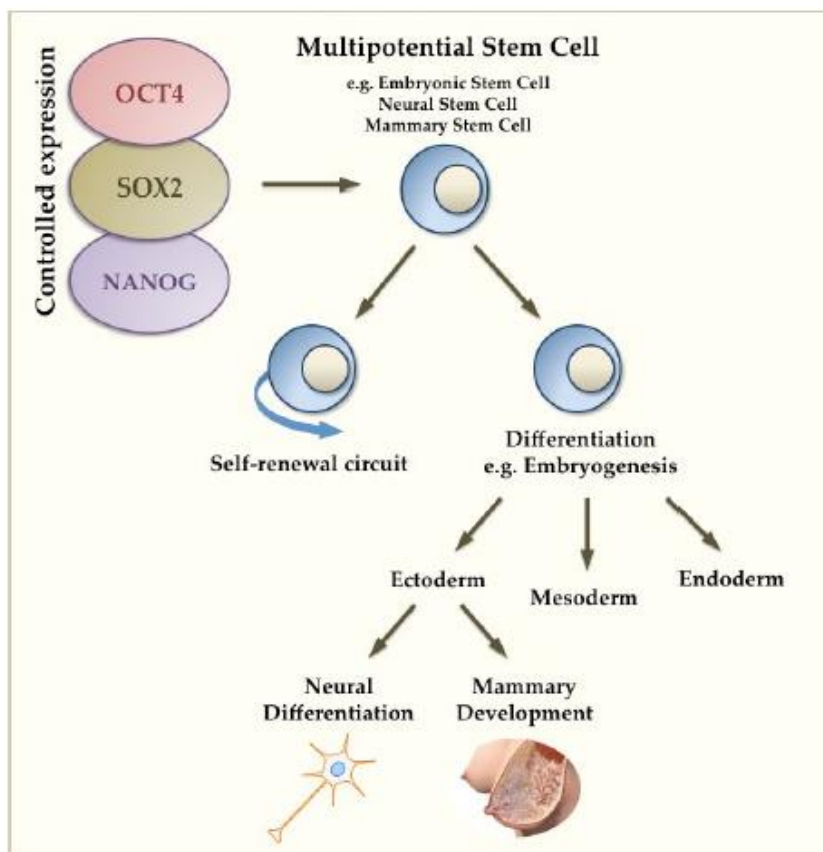 Controlled expression
OCT4
SOX2
NANOG
Multipotential Stem Cell
e.g. Embryonic Stem Cell
Neural Stem Cell
Mammary Stem Cell
Self-renewal circuit
Differentiation
e.g. Embryogenesis
Ectoderm
Mesoderm
Endoderm
Neural
Differentiation
Mammary
Development